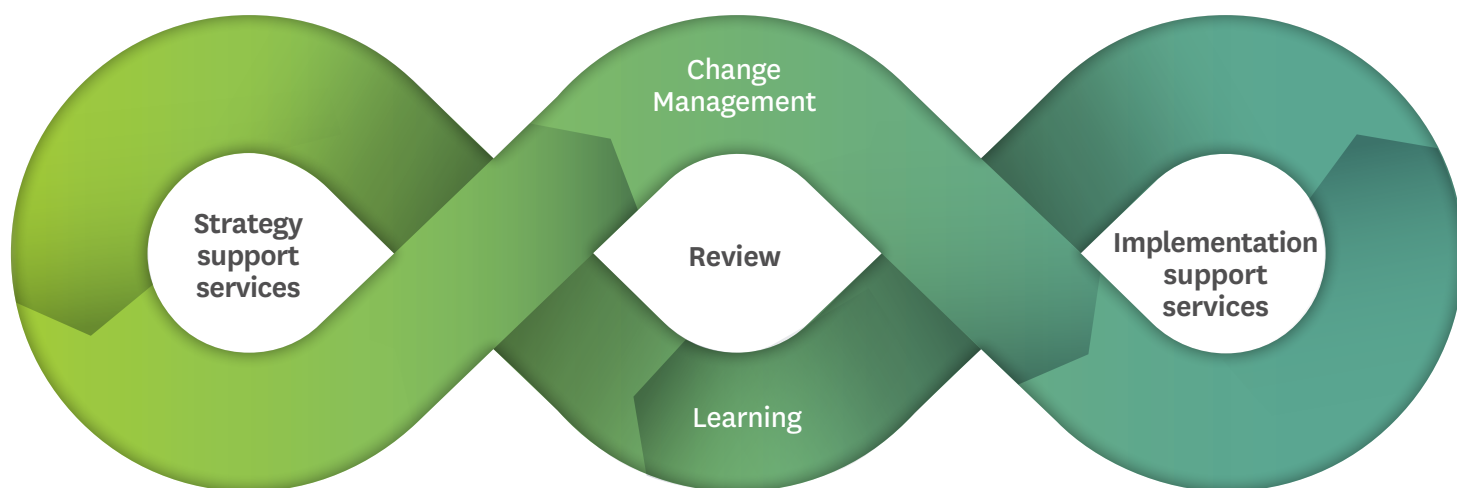 Change
Management
Strategy
support
services
Review
Implementation
support
services
Learning